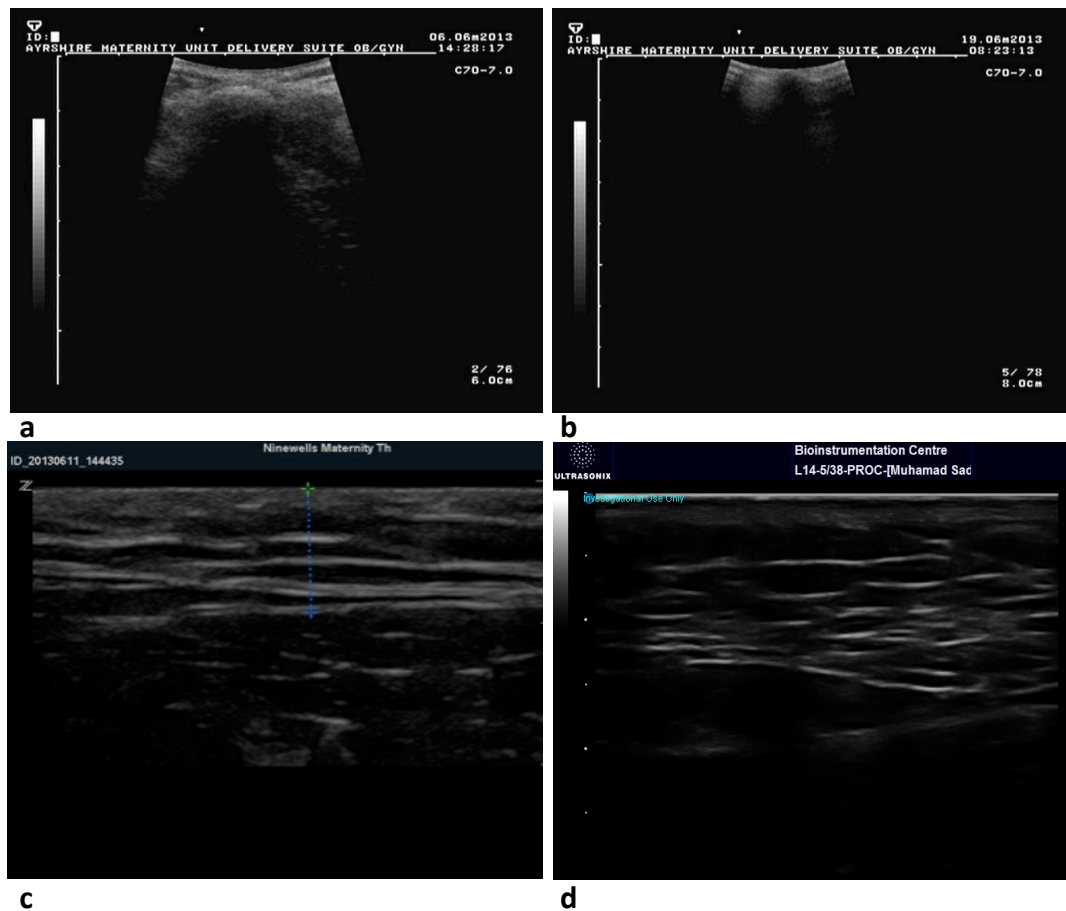 ID:
06.06m2013
AYRSHIRE MATERNITY UNIT DELIVERY SUITE OB/GYN
14:28:17
C70-7.0
2/ 76
6.0cm
a
ID:
19.06m2013
AYRSHIRE MATERNITY UNIT DELIVERY SUITE OB/GYN
08:23:13
C70-7.0
5/ 78
8.0cm
b
Ninewells Maternity Th
ID_20130611_144435
Z
c
Bioinstrumentation Centre
L14-5/38-PROC-[Muhamad Sad
ULTRASONIX
Investigational Use Only
d